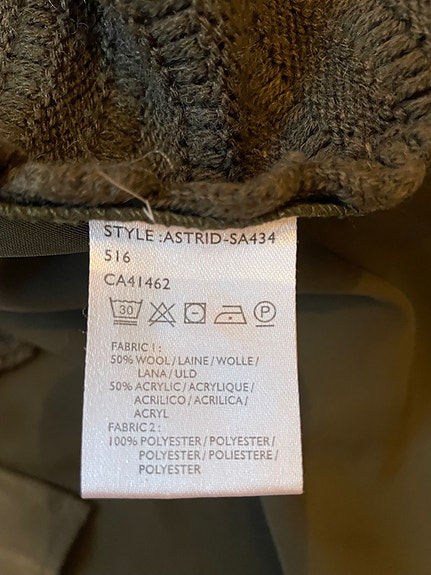 STYLE :ASTRID-SA434
516
CA41462
30 P
FABRIC 1 :
50% WOOL / LAINE / WOLLE /
LANA / ULD
50% ACRYLIC / ACRYLIQUE /
ACRILICO / ACRILICA /
ACRYL
FABRIC 2 :
100% POLYESTER / POLYESTER /
POLYESTER / POLIESTERE /
POLYESTER